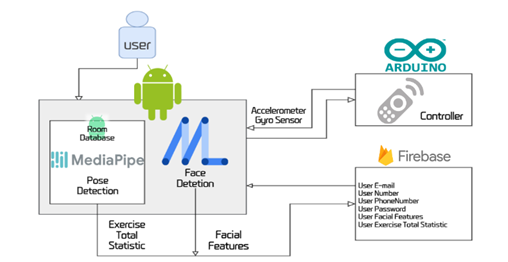 user
ARDUINO
Accelerometer
Gyro Sensor
Controller
Room
Database
MediaPipe
Pose
Detection
Face
Detetion
Firebase
User E-mail
User Number
User PhoneNumber
User Password
User Facial Features
User Exercise Total Statistic
Exercise
Total
Statistic
Facial
Features